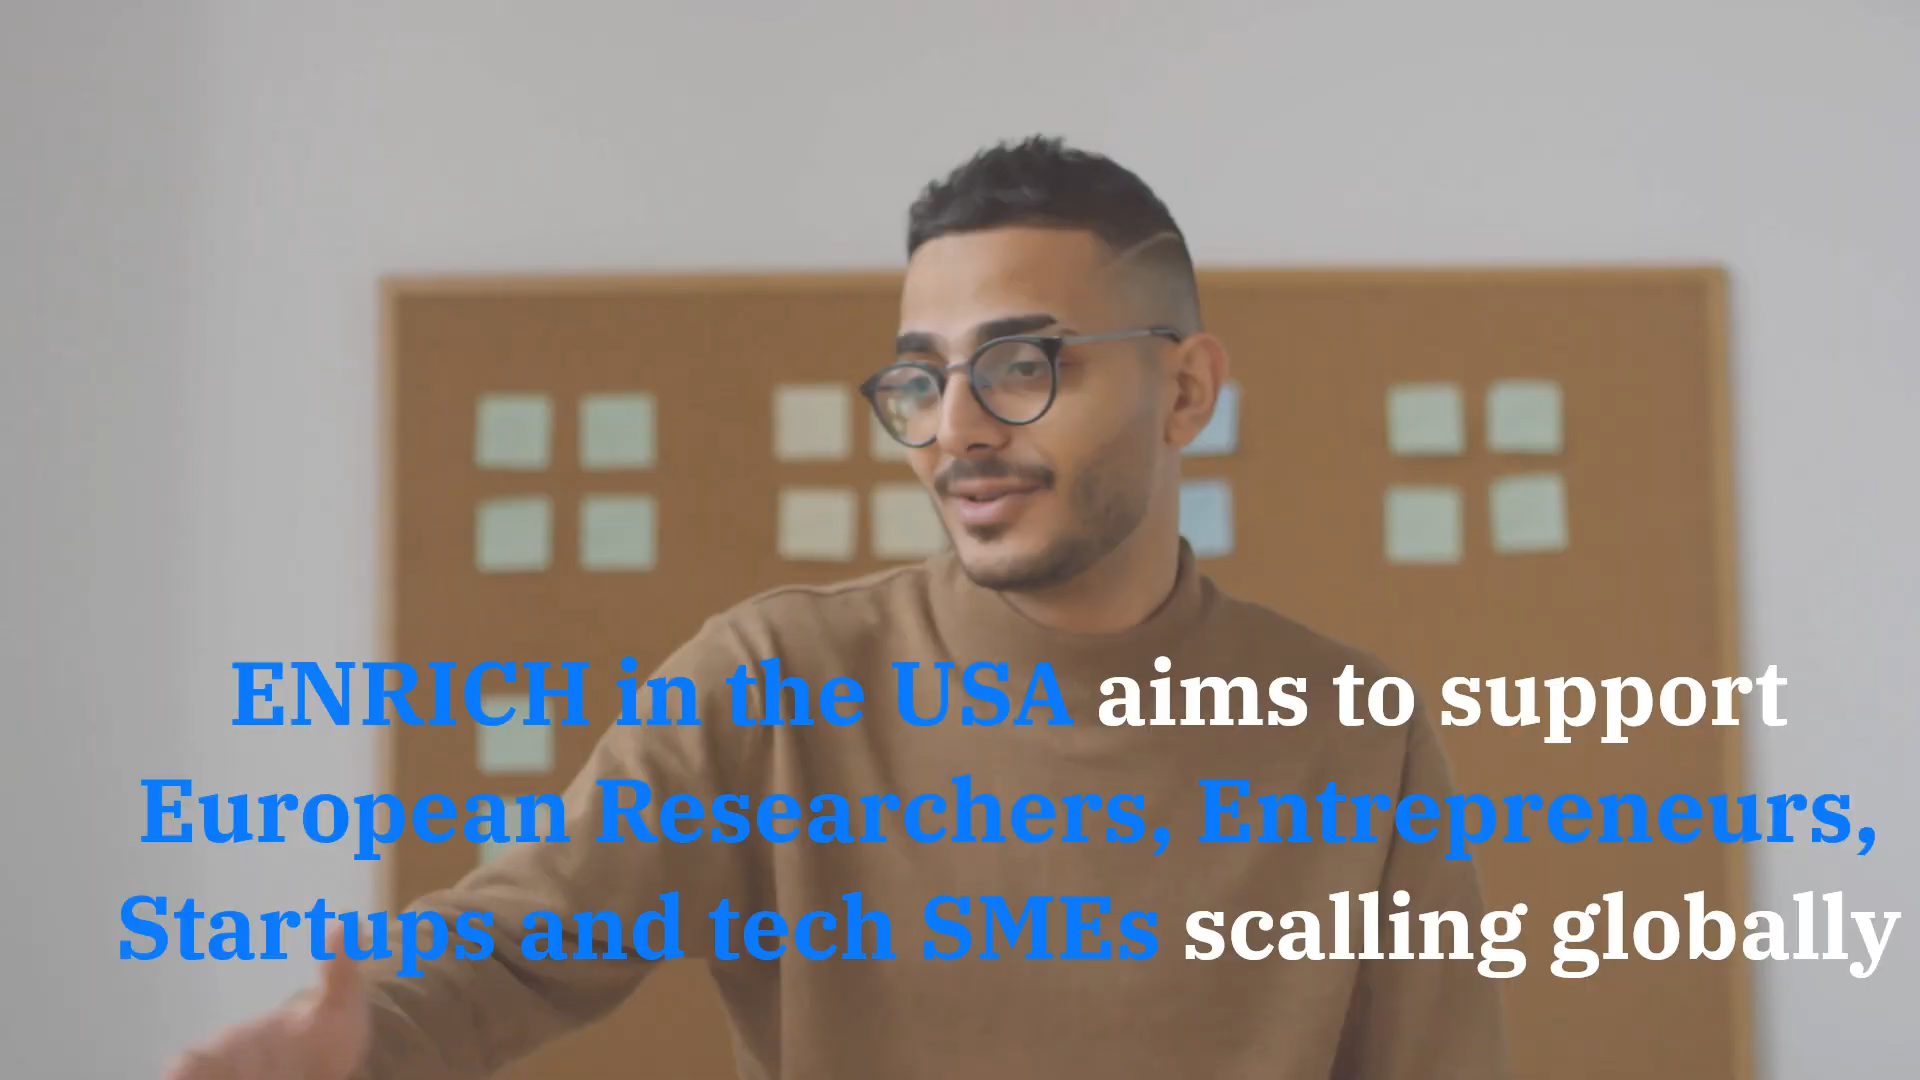 ENRICH in the USA aims to support
European Researchers, Entrepreneurs,
Startups and tech SMEs scalling globally